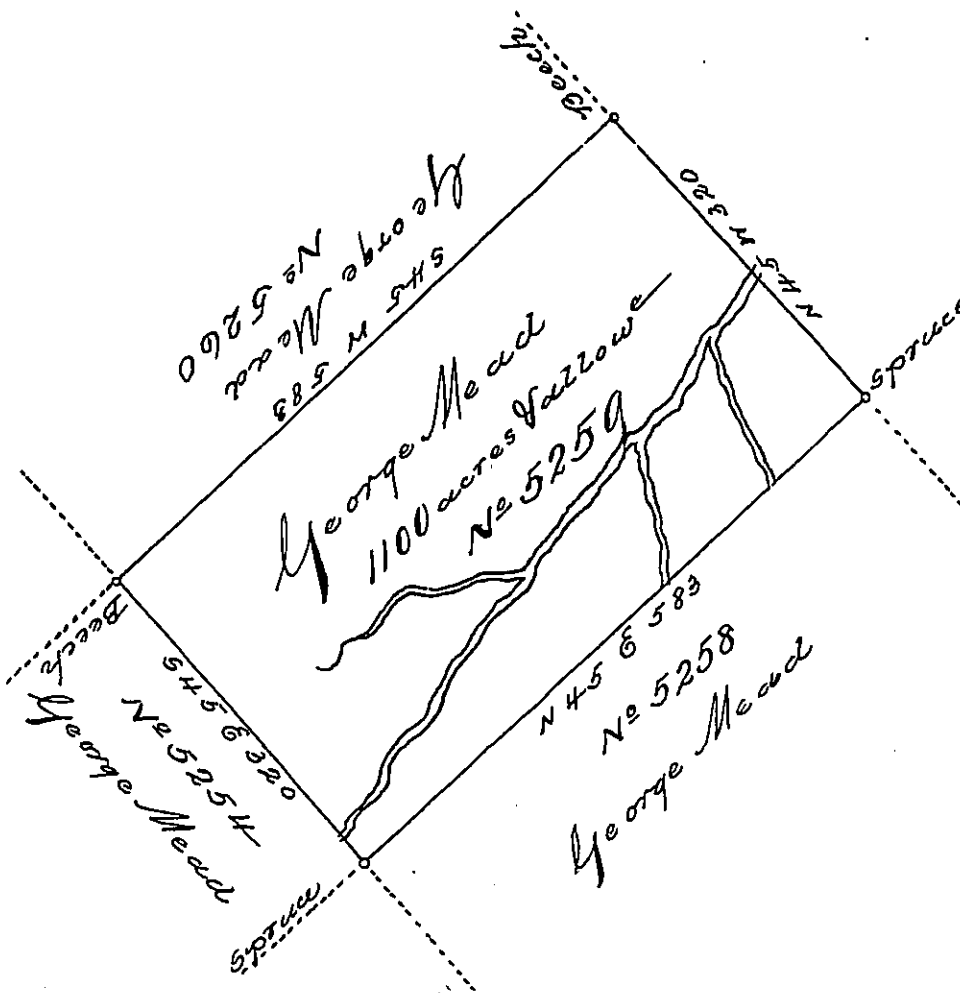 Beech
N 45 W 320
Spruce
George Mead
No 5260
S 45 W 583
George Mead
1100 acres & allowe
No 5259
Beech
S 45 E 320
No 5254
George Mead
N 45 E 583
No 5258
George Mead
Spruce